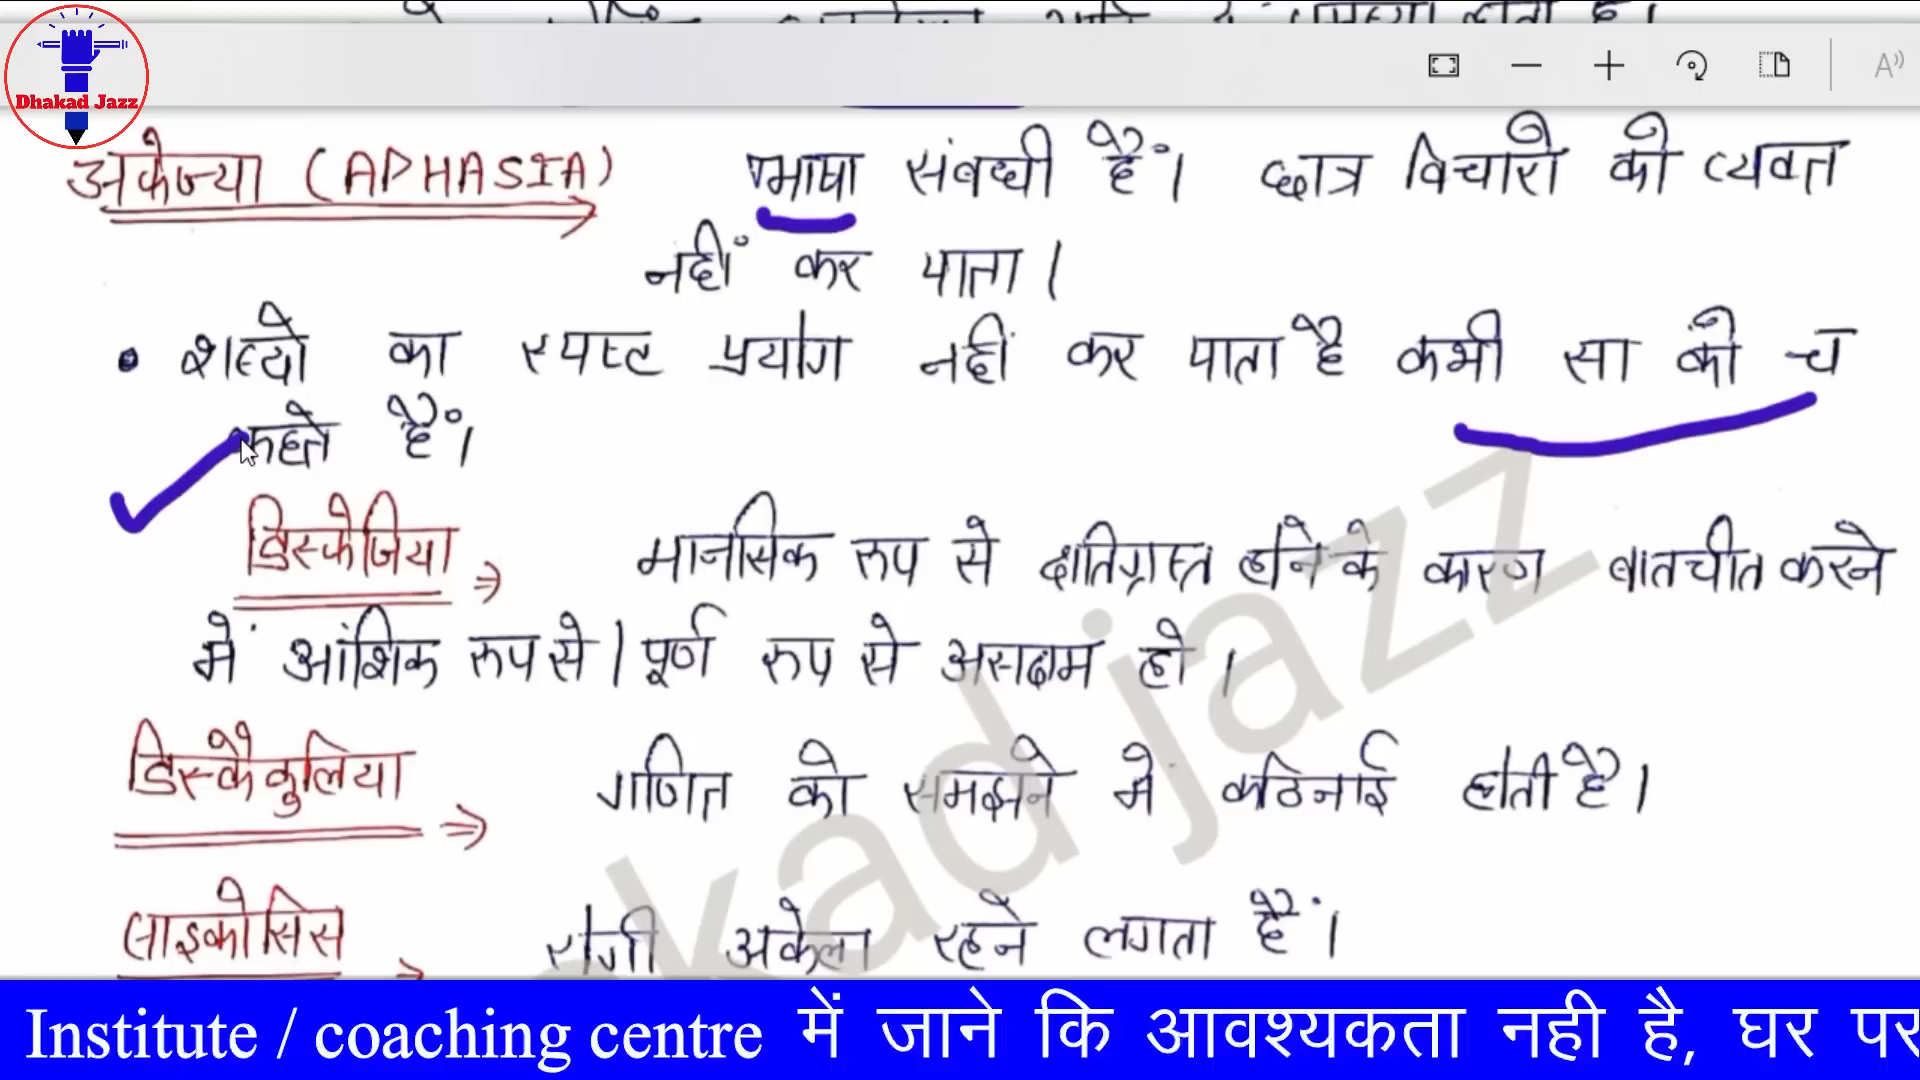 Dhakad Jazz
अफेज्या (APHASIA) भाषा संबंधी है। छात्र विचारो को व्यक्त
नहीं कर पाता।
• शब्दो का स्पष्ट प्रयोग नहीं कर पाता है कभी सा को च
कहते हैं।
डिस्फेजिया ⇒ मानसिक रूप से क्षतिग्रस्त होने के कारण बातचीत करने
में आंशिक रूप से। पूर्ण रूप से असक्षम हो।
डिस्कैकुलिया ⇒ गणित को समझने मे कठिनाई होती है।
साइकोसिस → रोगी अकेला रहने लगता हैं।
kad jazz
Institute / coaching centre में जाने कि आवश्यकता नही है, घर पर